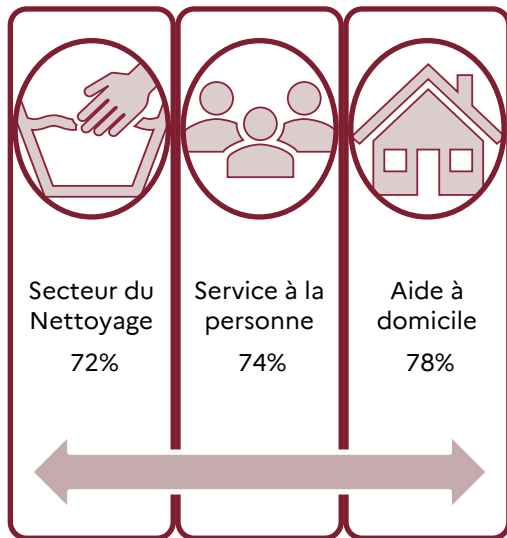 Secteur du
Nettoyage
72%
Service à la
personne
74%
Aide à
domicile
78%